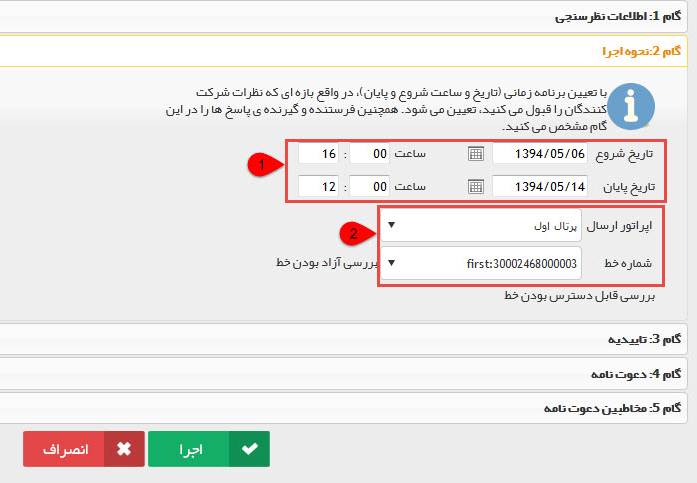 گام 1: اطلاعات نظرسنجی
گام 2:نحوه اجرا
با تعیین برنامه زمانی (تاریخ و ساعت شروع و پایان)، در واقع بازه ای که نظرات شرکت
کنندگان را قبول می کنید، تعیین می شود. همچنین فرستنده و گیرنده ی پاسخ ها را در این
گام مشخص می کنید.
تاریخ شروع 1394/05/06 ساعت 16 : 00
1
تاریخ پایان 1394/05/14 ساعت 12 : 00
اپراتور ارسال پرتال اول
2
شماره خط first:30002468000003 بررسی آزاد بودن خط
بررسی قابل دسترس بودن خط
گام 3: تاییدیه
گام 4: دعوت نامه
گام 5: مخاطبین دعوت نامه
اجرا انصراف